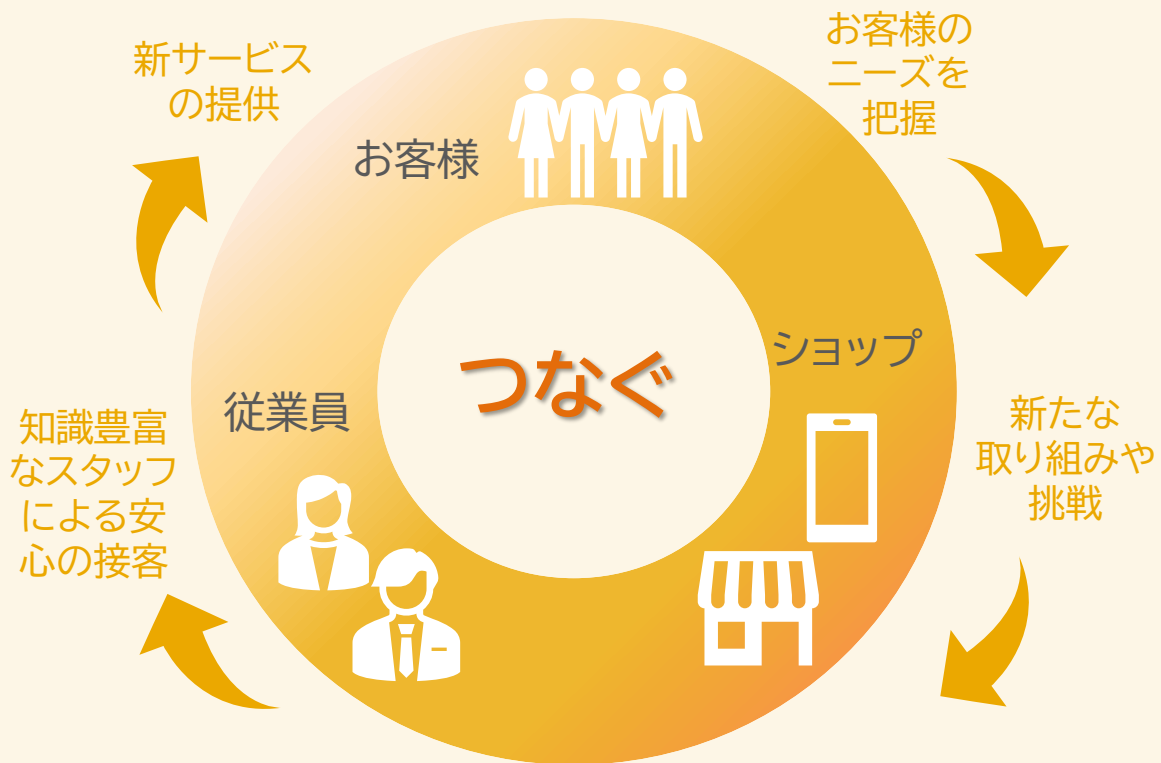 新サービス
の提供
お客様の
ニーズを
把握
お客様
ショップ
つなぐ
従業員
新たな
取り組みや
挑戦
知識豊富
なスタッフ
による安
心の接客